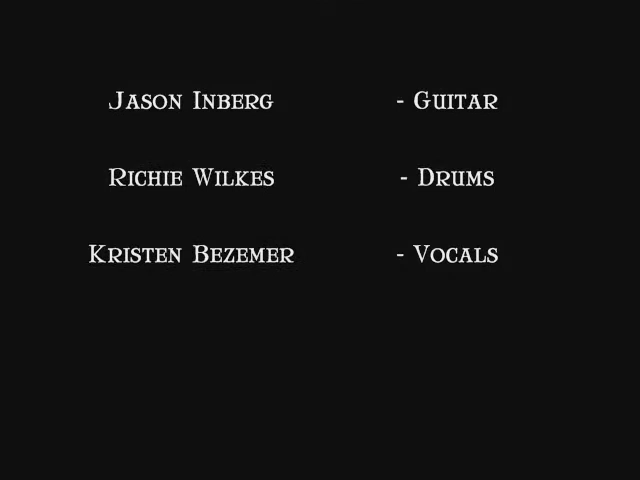 Jason Inberg - Guitar
Richie Wilkes - Drums
Kristen Bezemer - Vocals